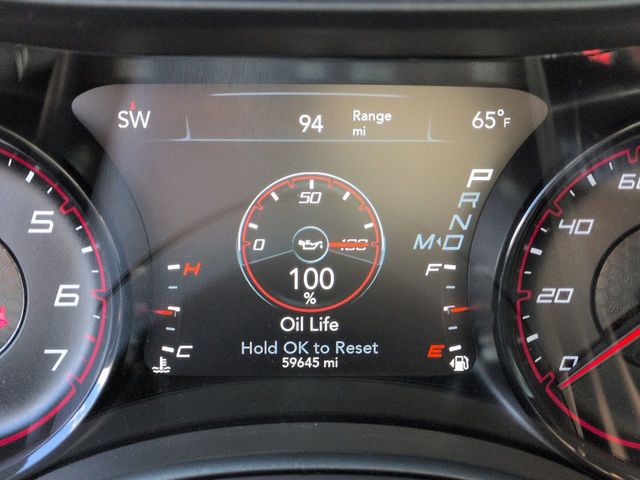 SW 94 Range mi 65°F
P
R
N
M D
50
0 100
100
%
Oil Life
Hold OK to Reset
59645 mi
H
C
F
E
5
6
7
60
40
20
0